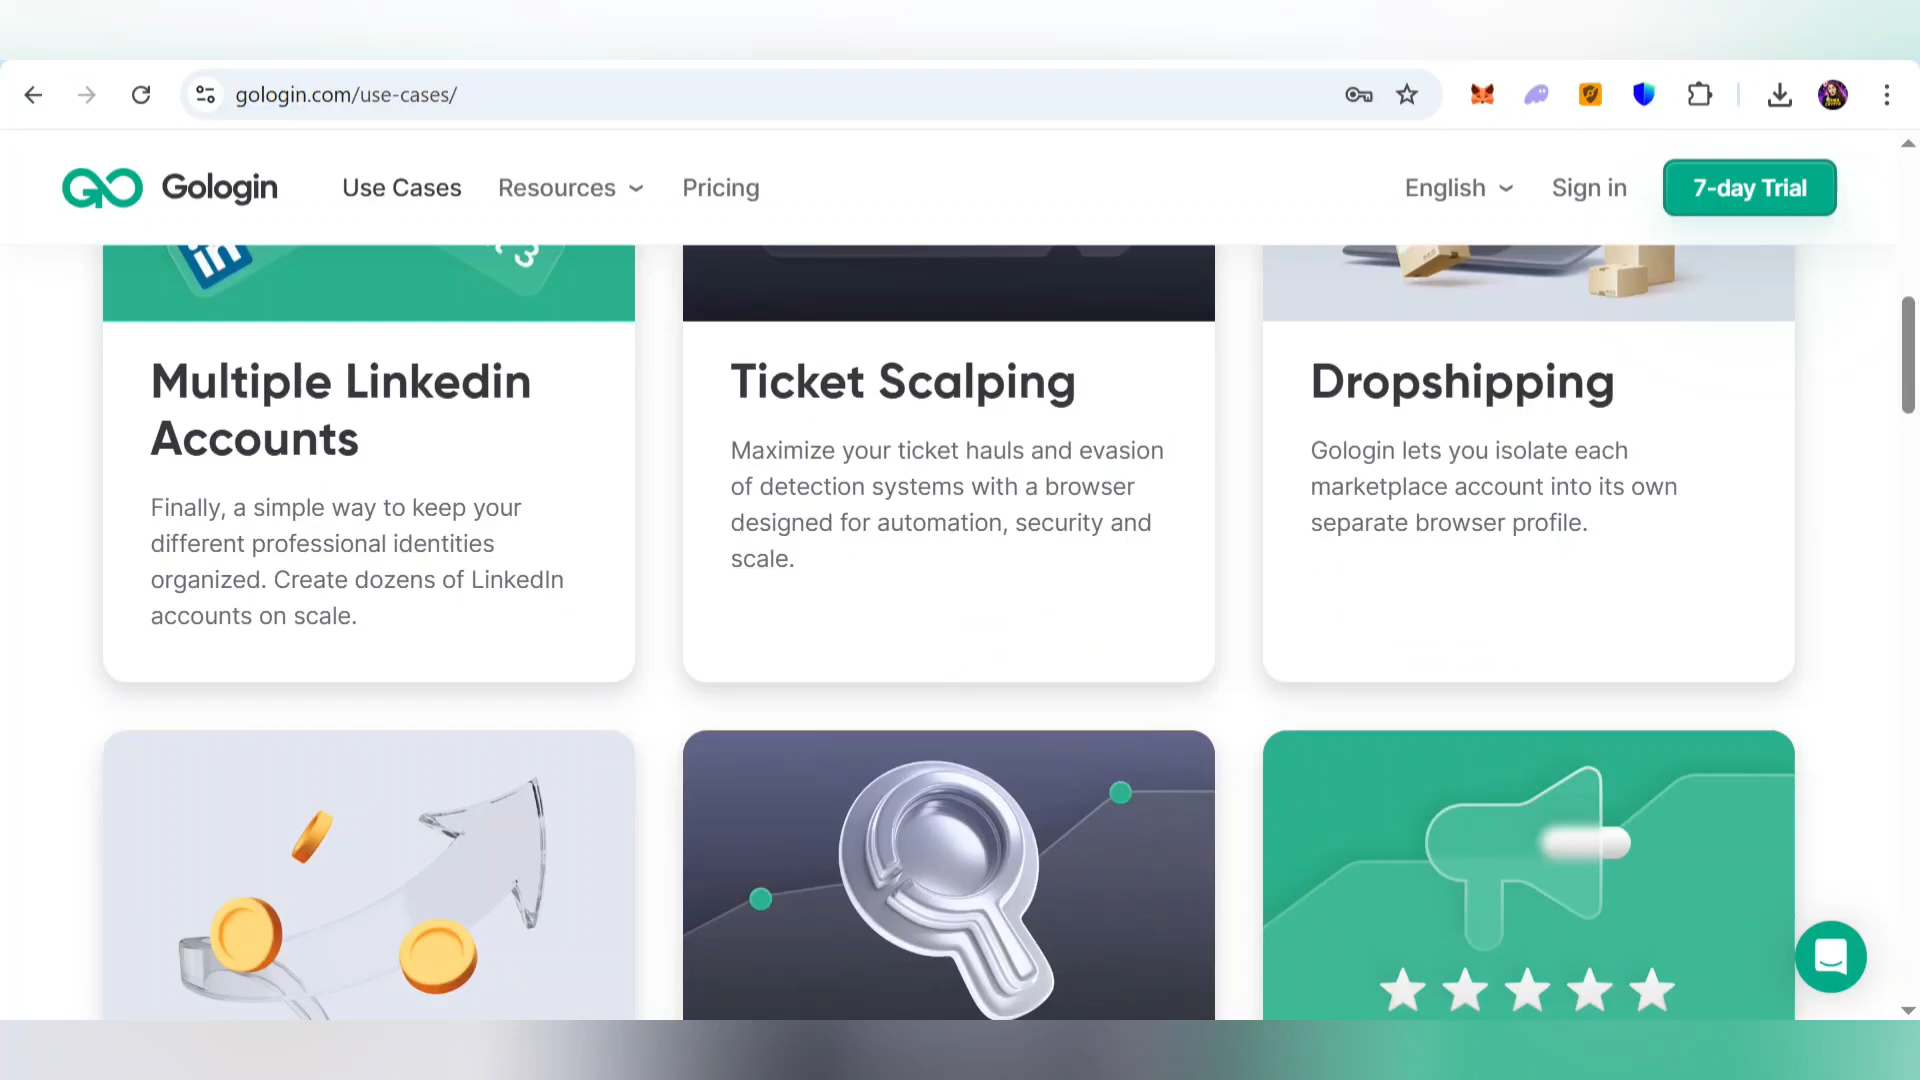 gologin.com/use-cases/
Gologin
Use Cases
Resources
Pricing
English
Sign in
7-day Trial
in
Multiple Linkedin
Accounts
Finally, a simple way to keep your
different professional identities
organized. Create dozens of LinkedIn
accounts on scale.
Ticket Scalping
Maximize your ticket hauls and evasion
of detection systems with a browser
designed for automation, security and
scale.
Dropshipping
Gologin lets you isolate each
marketplace account into its own
separate browser profile.